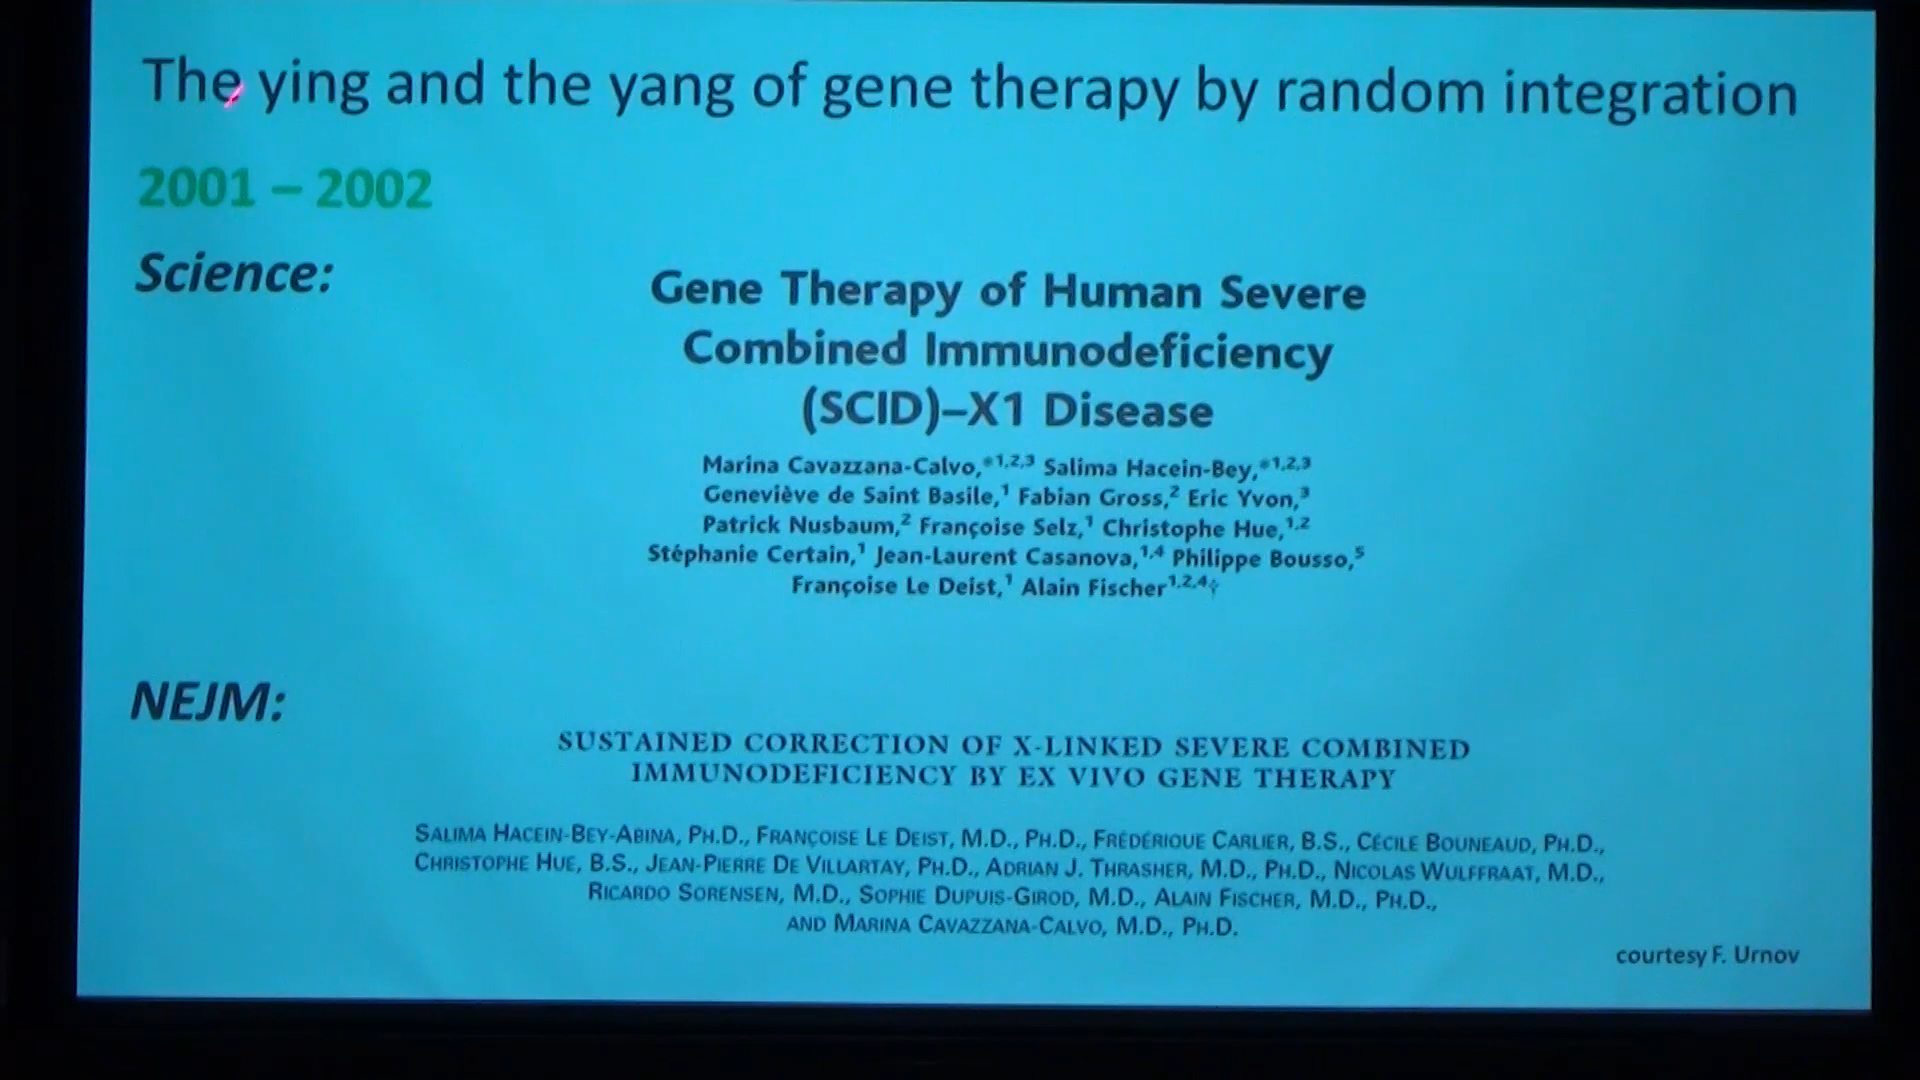 The ying and the yang of gene therapy by random integration
2001 – 2002
Science:
Gene Therapy of Human Severe
Combined Immunodeficiency
(SCID)–X1 Disease
Marina Cavazzana-Calvo,*1,2,3 Salima Hacein-Bey,*1,2,3
Geneviève de Saint Basile,1 Fabian Gross,2 Eric Yvon,3
Patrick Nusbaum,2 Françoise Selz,1 Christophe Hue,1,2
Stéphanie Certain,1 Jean-Laurent Casanova,1,4 Philippe Bousso,5
Françoise Le Deist,1 Alain Fischer1,2,4†
NEJM:
SUSTAINED CORRECTION OF X-LINKED SEVERE COMBINED
IMMUNODEFICIENCY BY EX VIVO GENE THERAPY
SALIMA HACEIN-BEY-ABINA, PH.D., FRANÇOISE LE DEIST, M.D., PH.D., FRÉDÉRIQUE CARLIER, B.S., CÉCILE BOUNEAUD, PH.D.,
CHRISTOPHE HUE, B.S., JEAN-PIERRE DE VILLARTAY, PH.D., ADRIAN J. THRASHER, M.D., PH.D., NICOLAS WULFFRAAT, M.D.,
RICARDO SORENSEN, M.D., SOPHIE DUPUIS-GIROD, M.D., ALAIN FISCHER, M.D., PH.D.,
AND MARINA CAVAZZANA-CALVO, M.D., PH.D.
courtesy F. Urnov